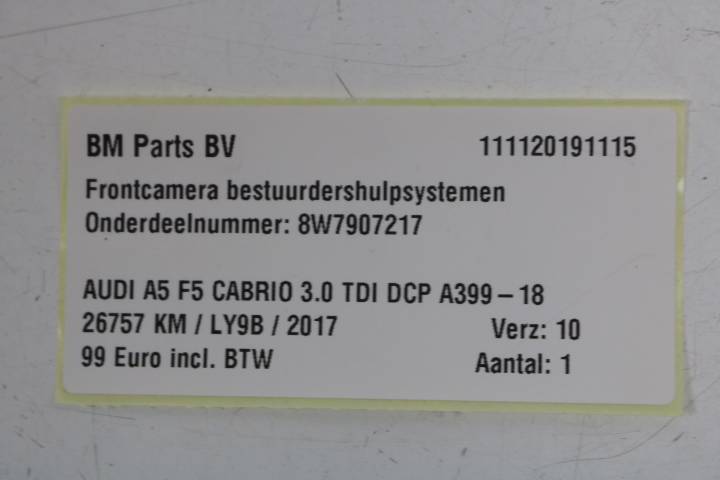 BM Parts BV 111120191115
Frontcamera bestuurdershulpsystemen
Onderdeelnummer: 8W7907217
AUDI A5 F5 CABRIO 3.0 TDI DCP A399 – 18
26757 KM / LY9B / 2017 Verz: 10
99 Euro incl. BTW Aantal: 1